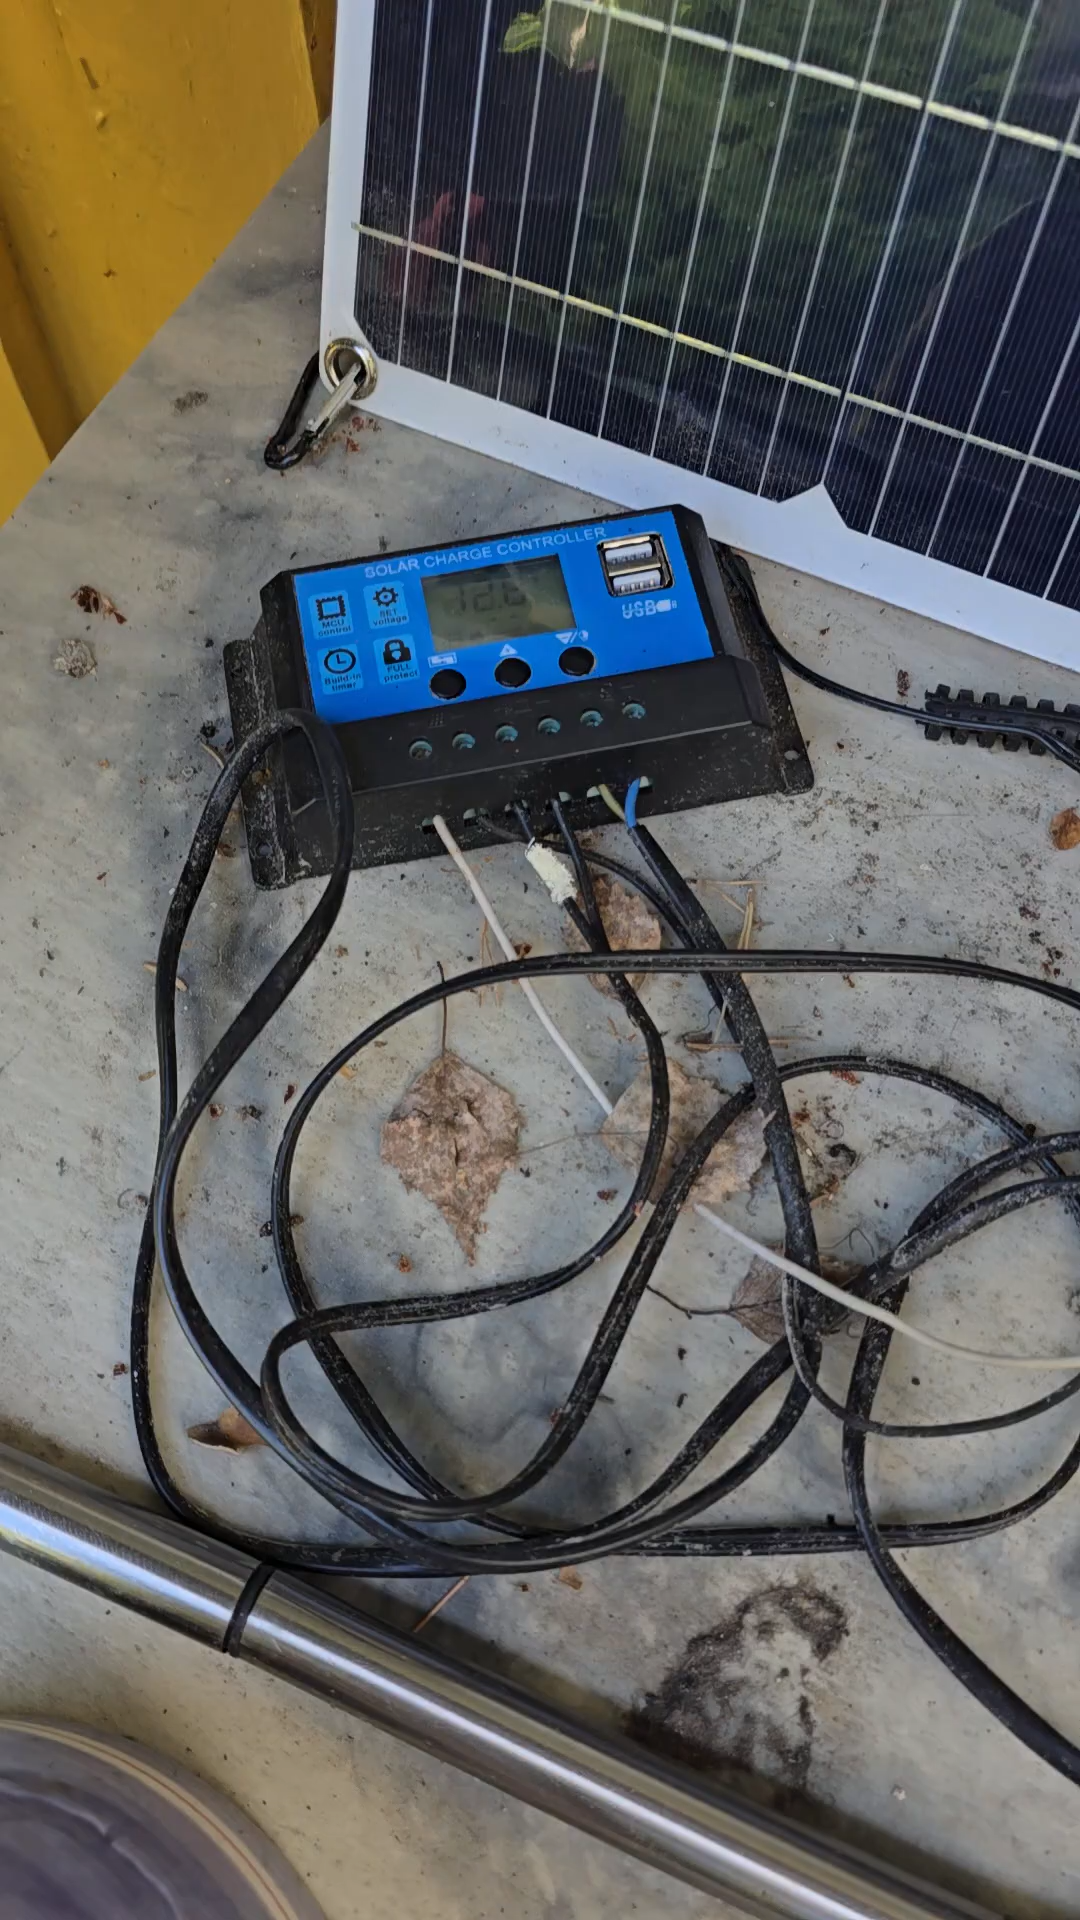 SOLAR CHARGE CONTROLLER
MCU
control
SET
voltage
Build-in
timer
FULL
protect
USB